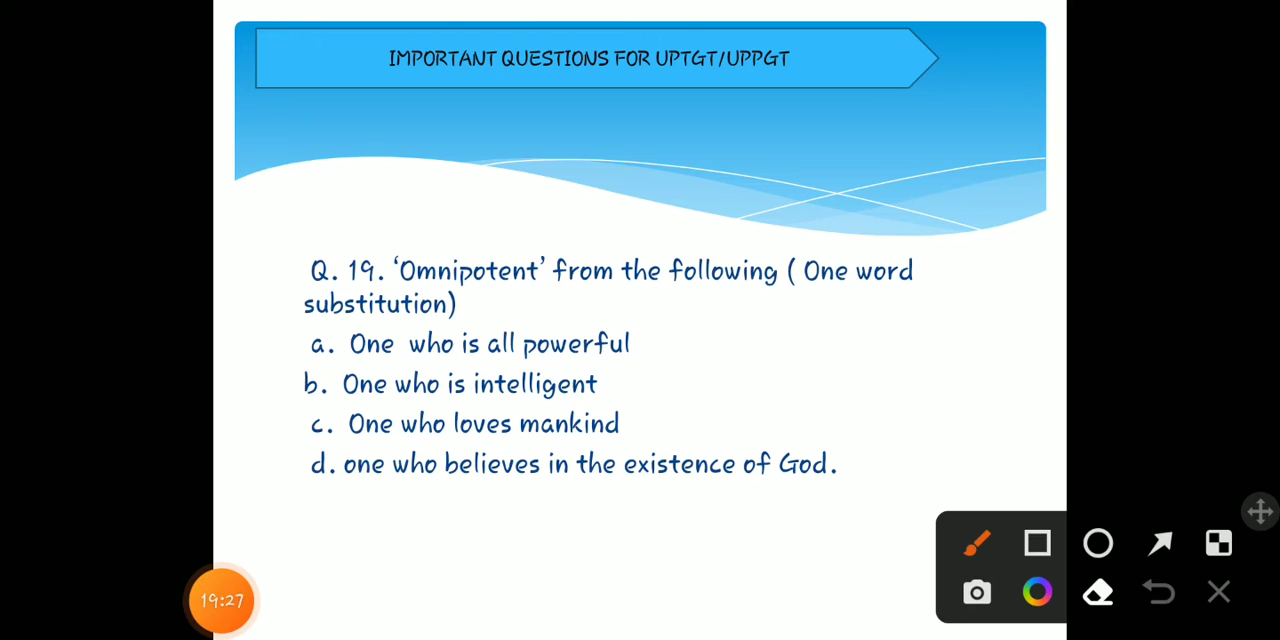 IMPORTANT QUESTIONS FOR UPTGT/UPPGT
Q. 19. ‘Omnipotent’ from the following ( One word
substitution)
a. One who is all powerful
b. One who is intelligent
c. One who loves mankind
d. one who believes in the existence of God.
19:27